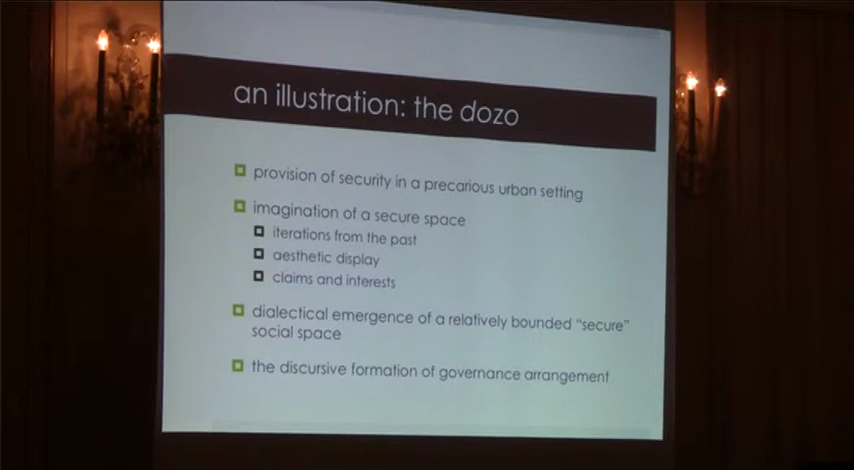 an illustration: the dozo
provision of security in a precarious urban setting
imagination of a secure space
iterations from the past
aesthetic display
claims and interests
dialectical emergence of a relatively bounded “secure”
social space
the discursive formation of governance arrangement